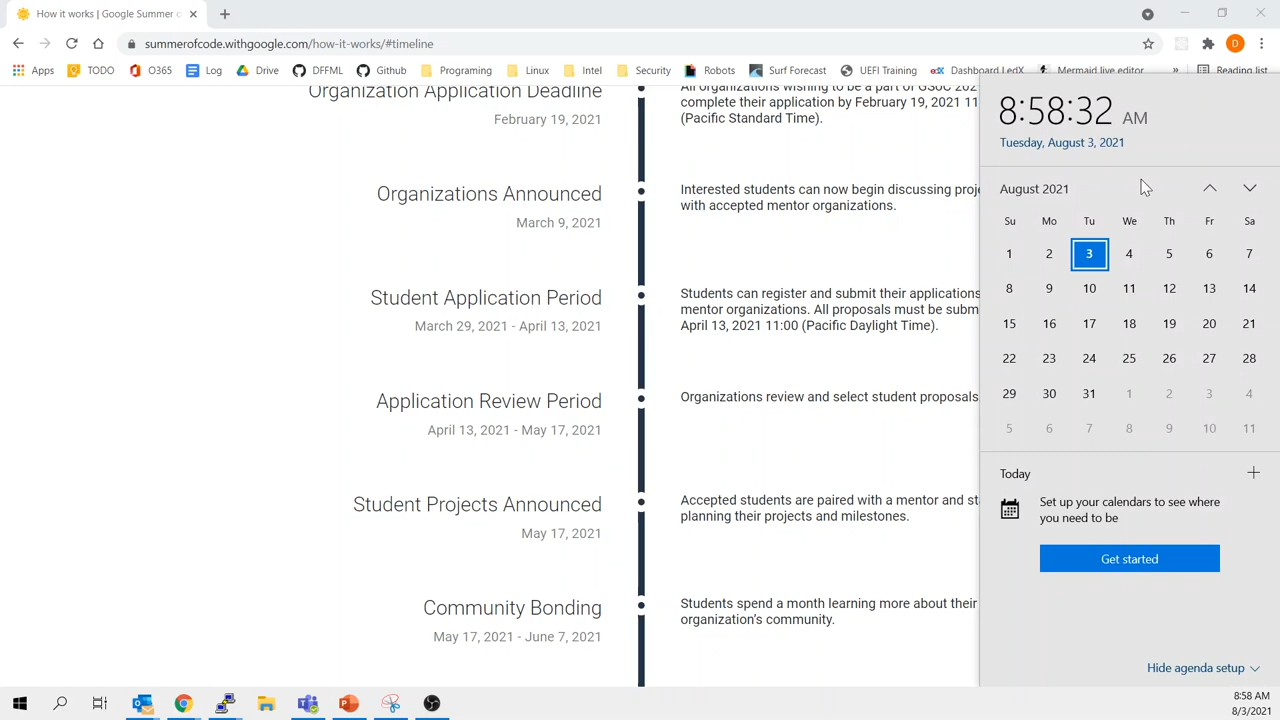 How it works | Google Summer
summerofcode.withgoogle.com/how-it-works/#timeline
D
Apps
TODO
O365
Log
Drive
DFFML
Github
Programing
Linux
Intel
Security
Robots
Surf Forecast
UEFI Training
edX
Dashboard LedX
Mermaid live editor
»
Reading list
Organization Application Deadline
February 19, 2021
All organizations wishing to be a part of GSoC 202
complete their application by February 19, 2021 11
(Pacific Standard Time).
Organizations Announced
March 9, 2021
Interested students can now begin discussing proje
with accepted mentor organizations.
Student Application Period
March 29, 2021 - April 13, 2021
Students can register and submit their applications
mentor organizations. All proposals must be subm
April 13, 2021 11:00 (Pacific Daylight Time).
Application Review Period
April 13, 2021 - May 17, 2021
Organizations review and select student proposals
Student Projects Announced
May 17, 2021
Accepted students are paired with a mentor and st
planning their projects and milestones.
Community Bonding
May 17, 2021 - June 7, 2021
Students spend a month learning more about their
organization's community.
8:58:32 AM
Tuesday, August 3, 2021
August 2021
Su Mo Tu We Th Fr Sa
1 2 3 4 5 6 7
8 9 10 11 12 13 14
15 16 17 18 19 20 21
22 23 24 25 26 27 28
29 30 31 1 2 3 4
5 6 7 8 9 10 11
Today
Set up your calendars to see where
you need to be
Get started
Hide agenda setup
8:58 AM
8/3/2021